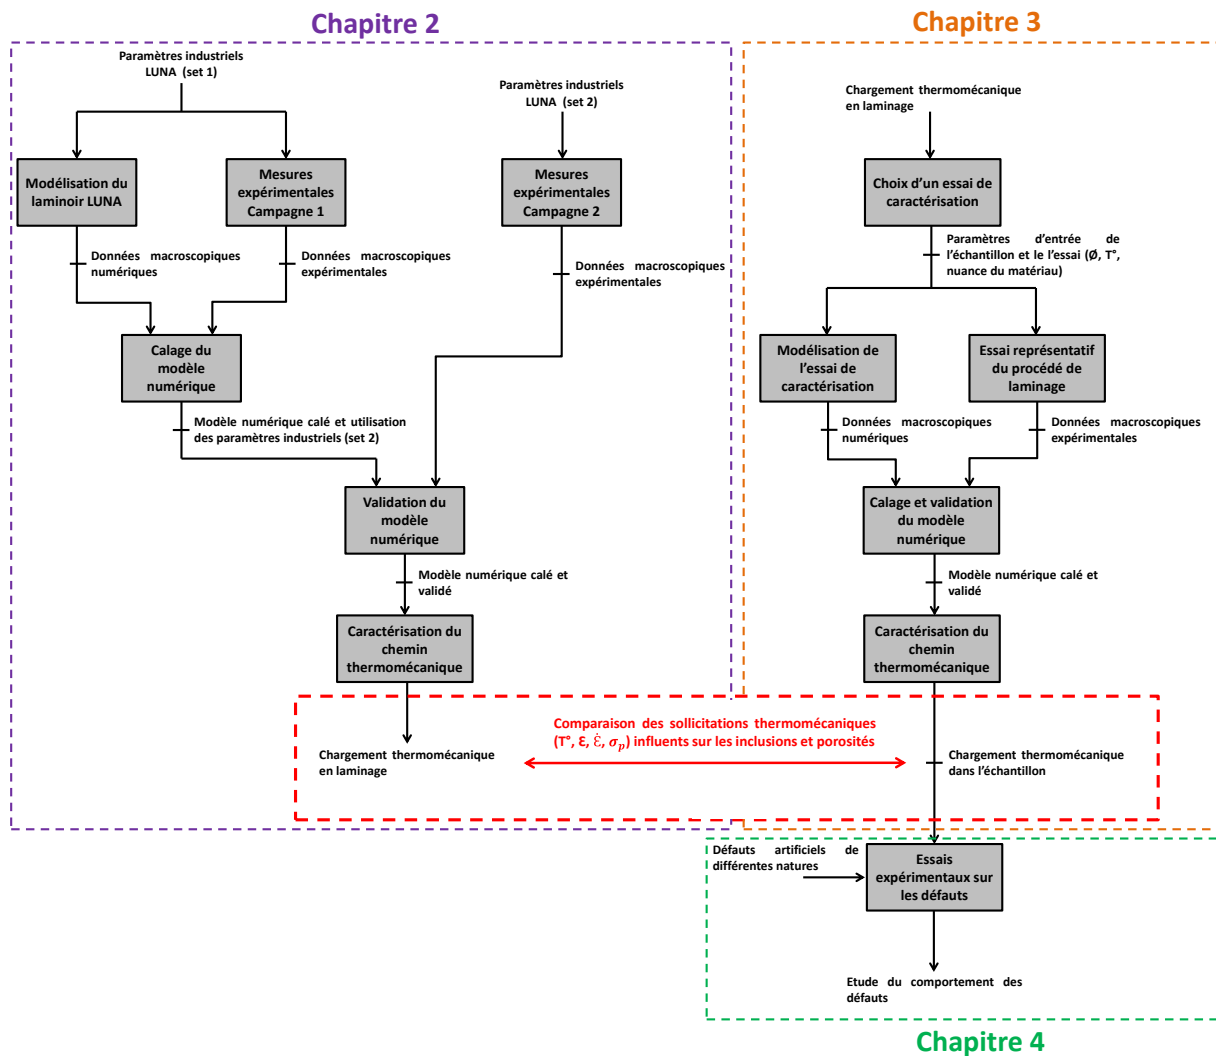 Chapitre 2
Paramètres industriels
LUNA (set 1)
Paramètres industriels
LUNA (set 2)
Modélisation du
laminoir LUNA
Mesures
expérimentales
Campagne 1
Mesures
expérimentales
Campagne 2
Données macroscopiques
numériques
Données macroscopiques
expérimentales
Données macroscopiques
expérimentales
Calage du
modèle
numérique
Modèle numérique calé et utilisation
des paramètres industriels (set 2)
Validation du
modèle
numérique
Modèle numérique calé et
validé
Caractérisation du
chemin
thermomécanique
Chargement thermomécanique
en laminage
Comparaison des sollicitations thermomécaniques
(T°, ε, ε̇, σp) influents sur les inclusions et porosités
Chapitre 3
Chargement thermomécanique
en laminage
Choix d'un essai de
caractérisation
Paramètres d'entrée de
l'échantillon et le l'essai (Ø, T°,
nuance du matériau)
Modélisation de
l'essai de
caractérisation
Essai représentatif
du procédé de
laminage
Données macroscopiques
numériques
Données macroscopiques
expérimentales
Calage et validation
du modèle
numérique
Modèle numérique calé et
validé
Caractérisation du
chemin
thermomécanique
Chargement thermomécanique
dans l'échantillon
Défauts artificiels de
différentes natures
Essais
expérimentaux sur
les défauts
Etude du comportement des
défauts
Chapitre 4